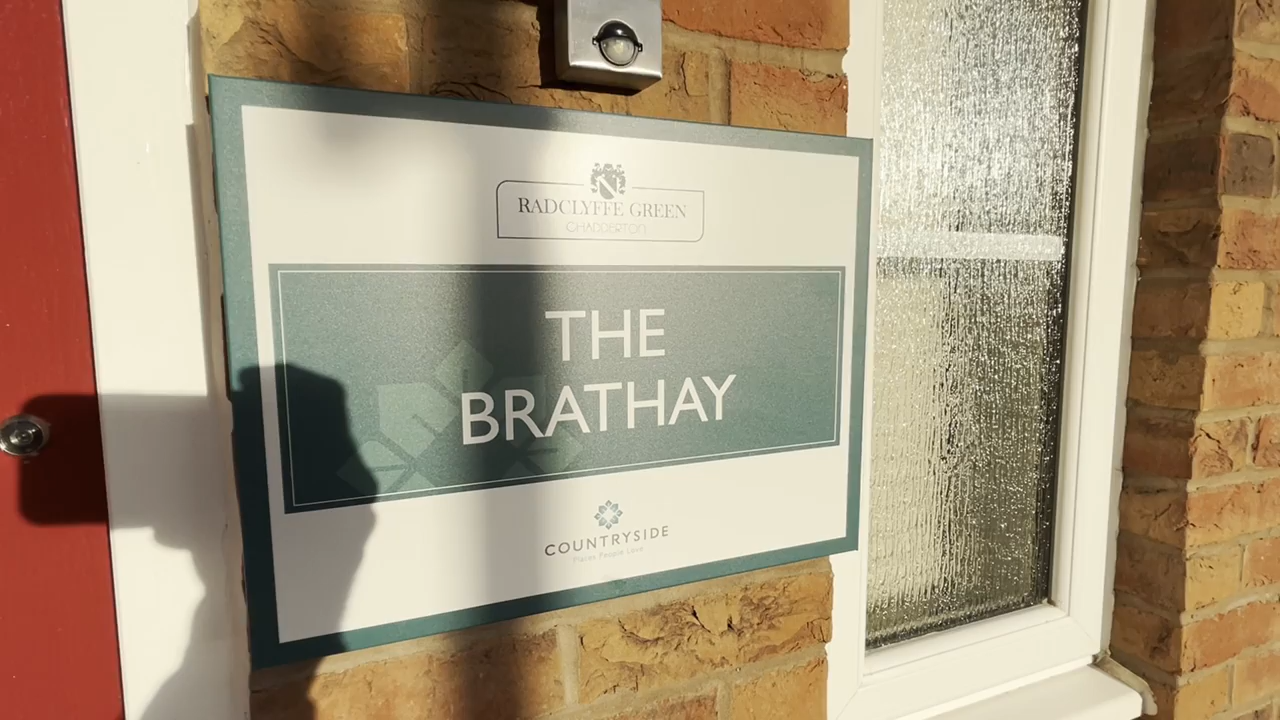 N
RADCLYFFE GREEN
CHADDERTON
THE
BRATHAY
COUNTRYSIDE
Places People Love